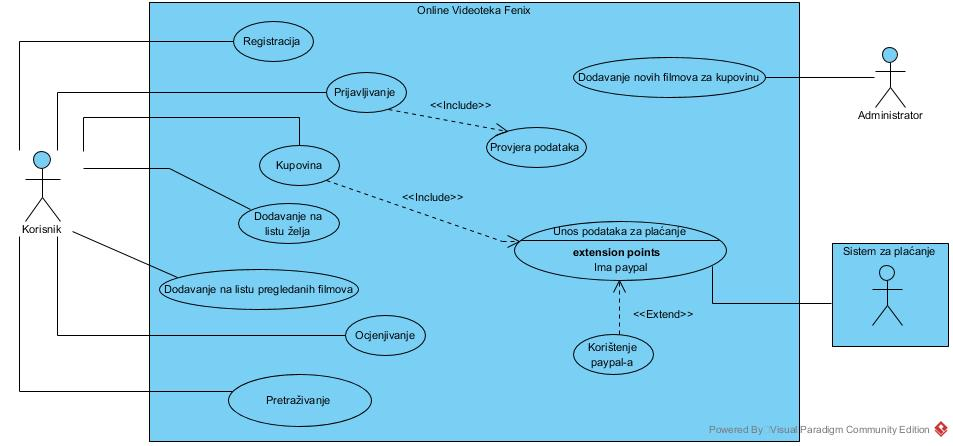 Online Videoteka Fenix
Registracija
Prijavljivanje
<<Include>>
Dodavanje novih filmova za kupovinu
Administrator
Provjera podataka
Kupovina
<<Include>>
Korisnik
Dodavanje na
listu želja
Unos podataka za plaćanje
extension points
Ima paypal
Sistem za plaćanje
Dodavanje na listu pregledanih filmova
<<Extend>>
Ocjenjivanje
Korištenje
paypal-a
Pretraživanje
Powered By Visual Paradigm Community Edition